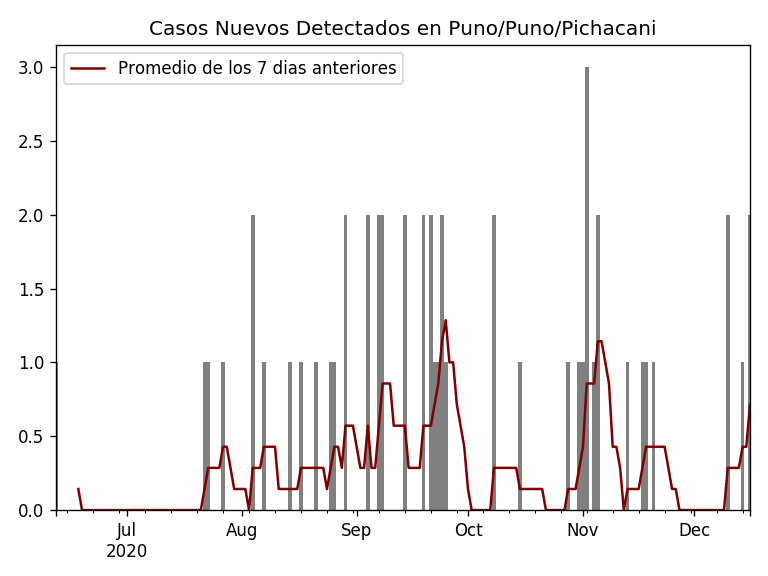 Casos Nuevos Detectados en Puno/Puno/Pichacani
Promedio de los 7 dias anteriores
3.0
2.5
2.0
1.5
1.0
0.5
0.0
Jul Aug Sep Oct Nov Dec
2020